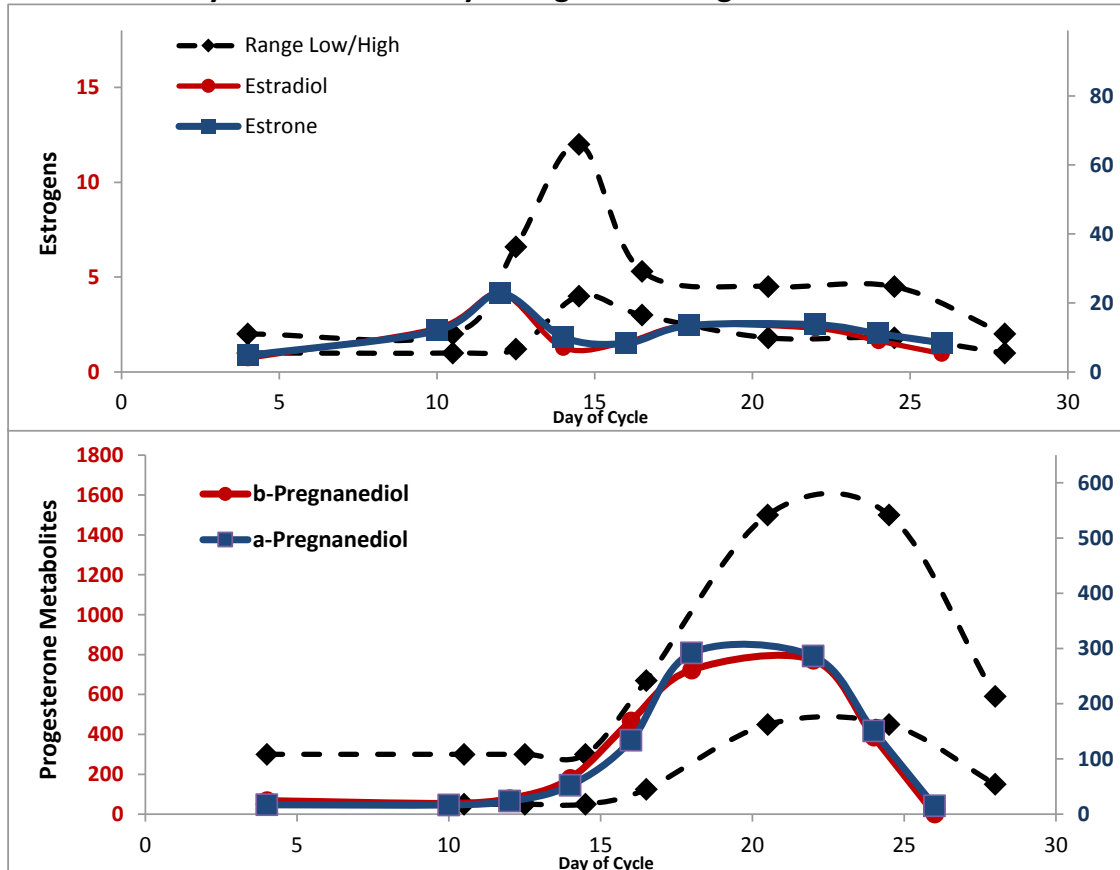 Range Low/High
Estradiol
Estrone
Estrogens
15
10
5
0
80
60
40
20
0
0 5 10 15 20 25 30
Day of Cycle
b-Pregnanediol
a-Pregnanediol
Progesterone Metabolites
1800
1600
1400
1200
1000
800
600
400
200
0
600
500
400
300
200
100
0
0 5 10 15 20 25 30
Day of Cycle